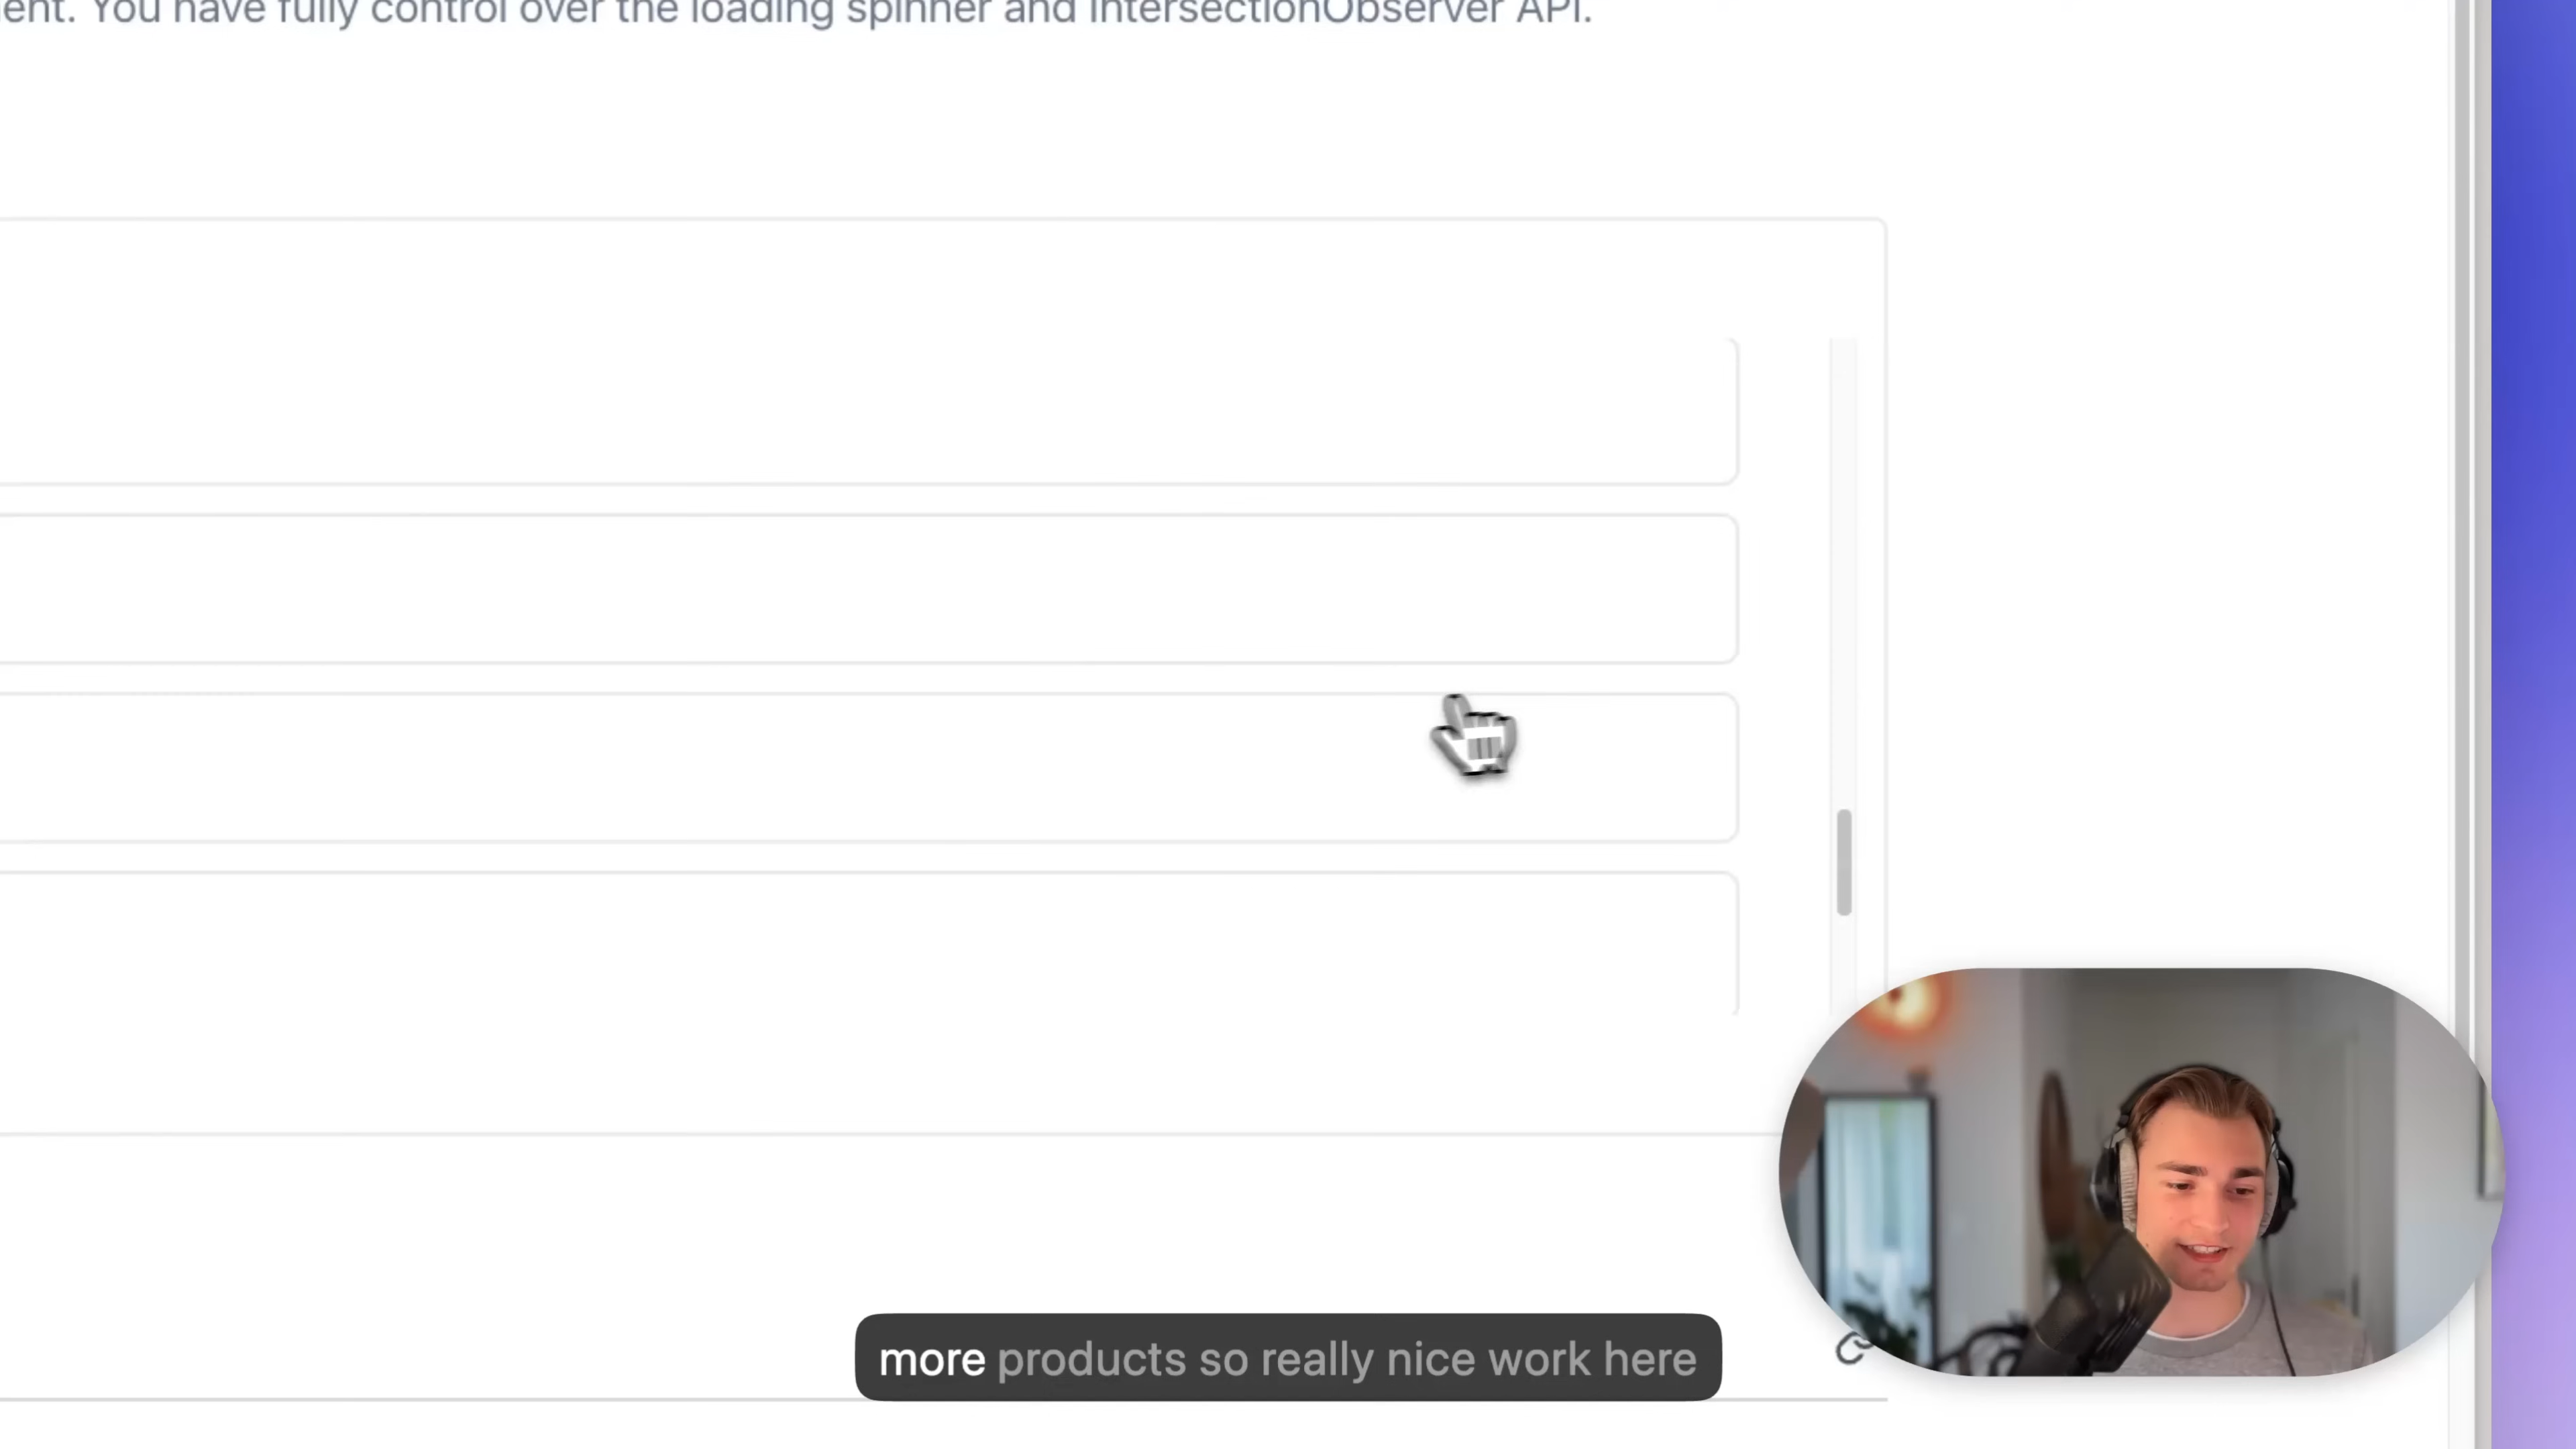 ent. You have fully control over the loading spinner and IntersectionObserver API.
more products so really nice work here